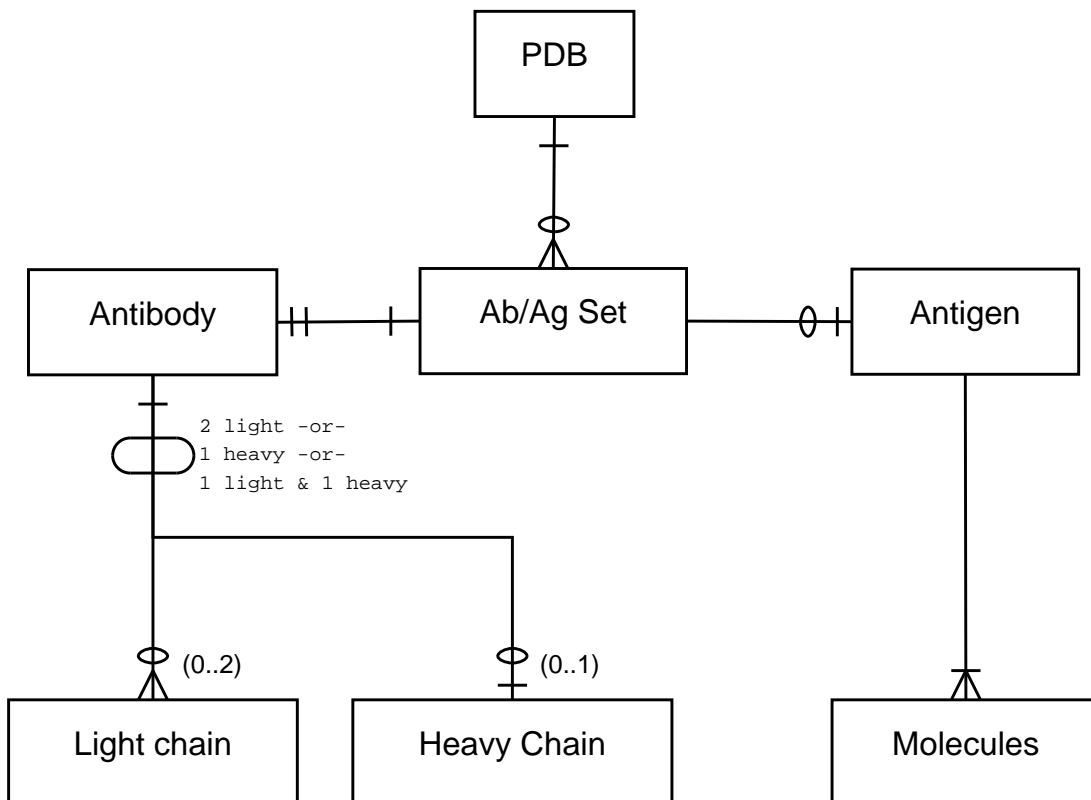 PDB
Antibody
Ab/Ag Set
Antigen
2 light -or-
1 heavy -or-
1 light & 1 heavy
(0..2)
(0..1)
Light chain
Heavy Chain
Molecules